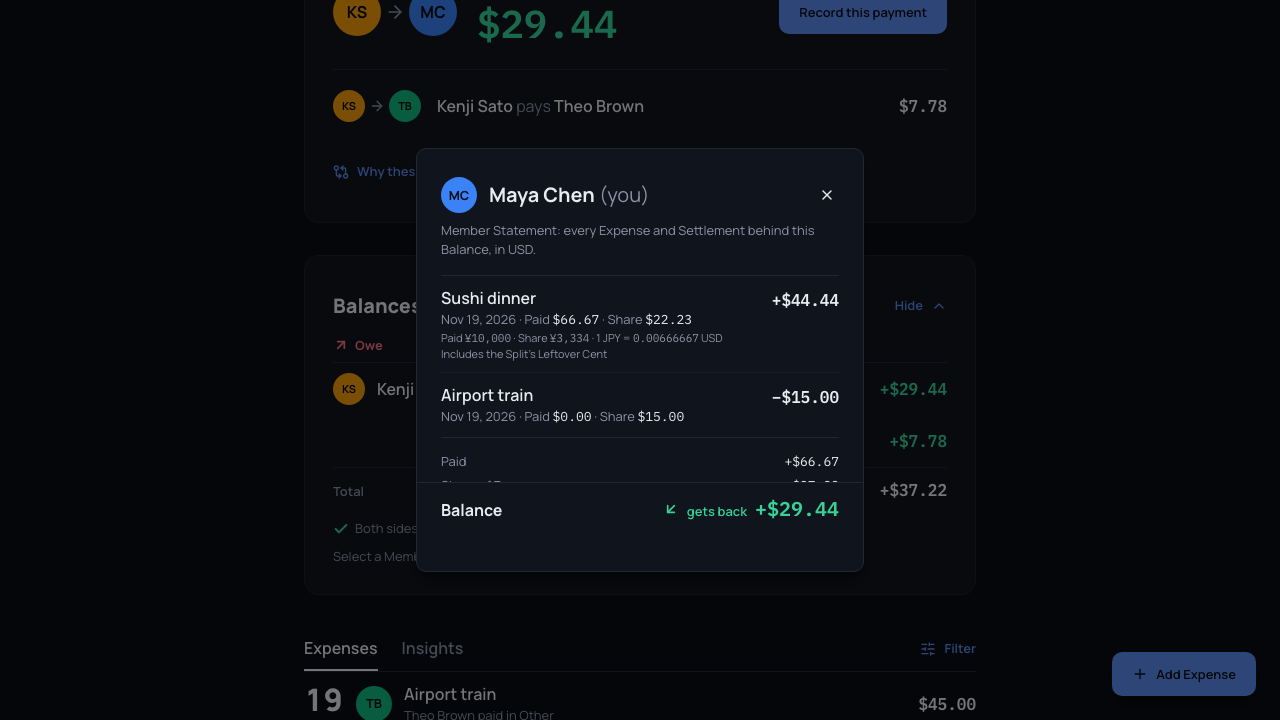 KS MC $29.44 Record this payment
KS TB Kenji Sato pays Theo Brown $7.78
Why thes
MC Maya Chen (you)
Member Statement: every Expense and Settlement behind this
Balance, in USD.
Sushi dinner +$44.44
Nov 19, 2026 · Paid $66.67 · Share $22.23
Paid ¥10,000 · Share ¥3,334 · 1 JPY = 0.00666667 USD
Includes the Split's Leftover Cent
Airport train −$15.00
Nov 19, 2026 · Paid $0.00 · Share $15.00
Paid +$66.67
Balance gets back +$29.44
Balances Hide
Owe
KS Kenji +$29.44
+$7.78
Total +$37.22
Both sides
Select a Memb
Expenses Insights Filter
19 TB Airport train $45.00
Theo Brown paid in Other
Add Expense